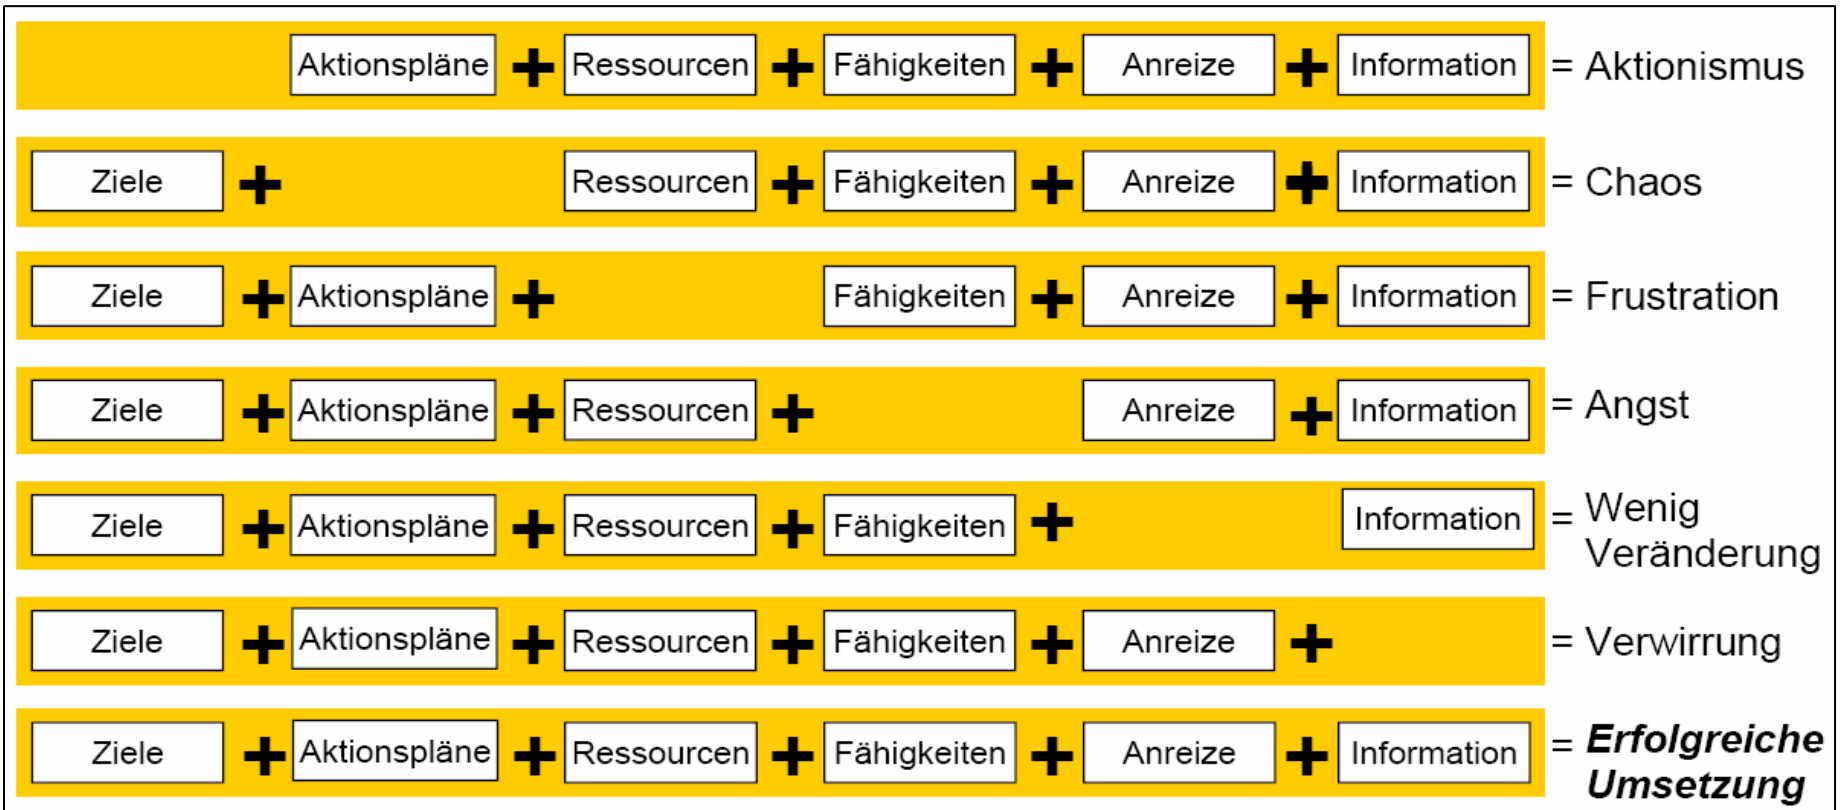 Aktionspläne + Ressourcen + Fähigkeiten + Anreize + Information = Aktionismus
Ziele + Ressourcen + Fähigkeiten + Anreize + Information = Chaos
Ziele + Aktionspläne + Fähigkeiten + Anreize + Information = Frustration
Ziele + Aktionspläne + Ressourcen + Anreize + Information = Angst
Ziele + Aktionspläne + Ressourcen + Fähigkeiten + Information = Wenig
Veränderung
Ziele + Aktionspläne + Ressourcen + Fähigkeiten + Anreize + = Verwirrung
Ziele + Aktionspläne + Ressourcen + Fähigkeiten + Anreize + Information = Erfolgreiche
Umsetzung